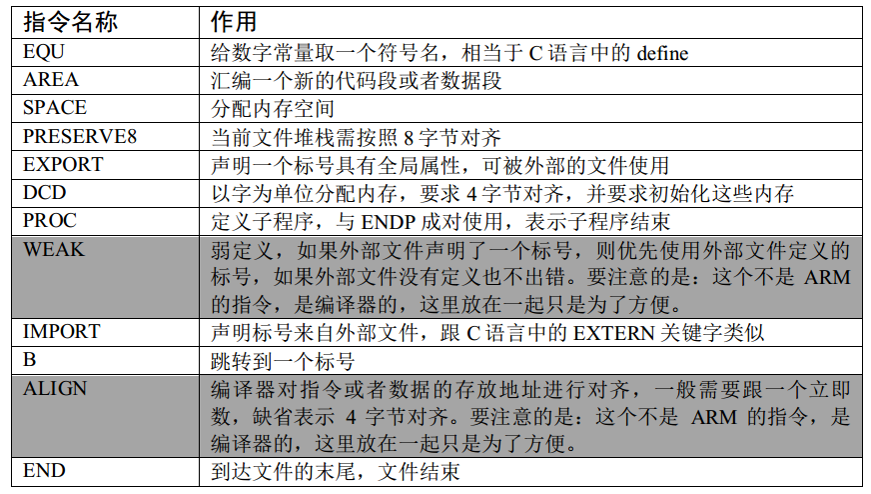 指令名称 作用
EQU 给数字常量取一个符号名，相当于 C 语言中的 define
AREA 汇编一个新的代码段或者数据段
SPACE 分配内存空间
PRESERVE8 当前文件堆栈需按照 8 字节对齐
EXPORT 声明一个标号具有全局属性，可被外部的文件使用
DCD 以字为单位分配内存，要求 4 字节对齐，并要求初始化这些内存
PROC 定义子程序，与 ENDP 成对使用，表示子程序结束
WEAK 弱定义，如果外部文件声明了一个标号，则优先使用外部文件定义的
标号，如果外部文件没有定义也不出错。要注意的是：这个不是 ARM
的指令，是编译器的，这里放在一起只是为了方便。
IMPORT 声明标号来自外部文件，跟 C 语言中的 EXTERN 关键字类似
B 跳转到一个标号
ALIGN 编译器对指令或者数据的存放地址进行对齐，一般需要跟一个立即
数，缺省表示 4 字节对齐。要注意的是：这个不是 ARM 的指令，是
编译器的，这里放在一起只是为了方便。
END 到达文件的末尾，文件结束